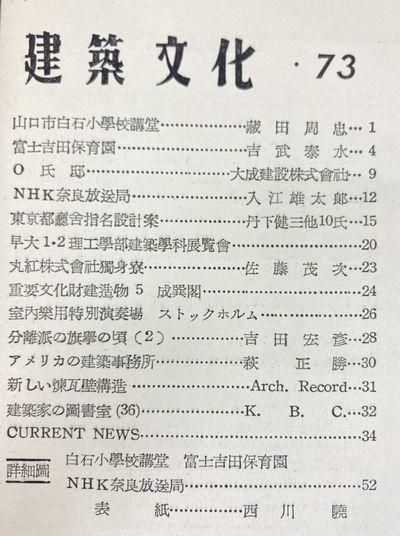 建築文化・73
山口市白石小學校講堂……………藏田周忠…1
富士吉田保育園……………………吉武泰水…4
O氏邸…………………大成建設株式會社…9
NHK奈良放送局……………入江雄太郞…12
東京都廳舍指名設計案………丹下健三他10氏…15
早大1・2理工學部建築學科展覽會……………20
丸紅株式會社獨身寮……………佐藤茂次…23
重要文化財建造物 5 成巽閣……………24
室內樂用特別演奏場 ストックホルム……………26
分離派の旗擧の頃(2)……………吉田宏彥…28
アメリカの建築事務所……………萩正勝…30
新しい煉瓦壁構造……………Arch. Record…31
建築家の圖書室(36)……………K. B. C.…32
CURRENT NEWS……………34
詳細圖 白石小學校講堂 富士吉田保育園
NHK奈良放送局……………52
表紙……西川驍